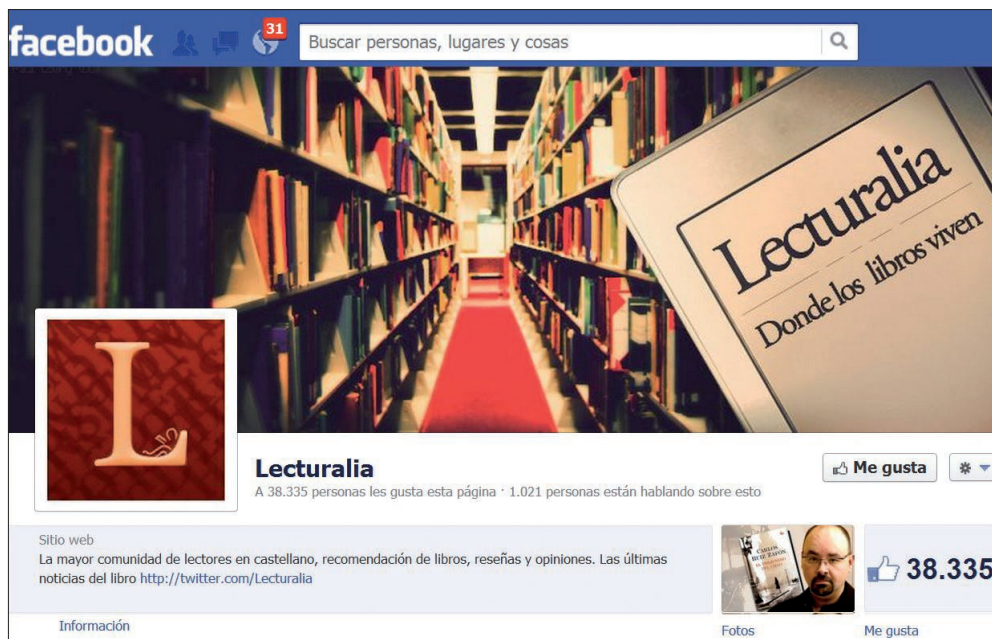 facebook
31
Buscar personas, lugares y cosas
Lecturalia
Donde los libros viven
L
Lecturalia
Me gusta
A 38.335 personas les gusta esta página · 1.021 personas están hablando sobre esto
Sitio web
La mayor comunidad de lectores en castellano, recomendación de libros, reseñas y opiniones. Las últimas
noticias del libro http://twitter.com/Lecturalia
CARLOS
RUIZ ZAFÓN
38.335
Información
Fotos
Me gusta